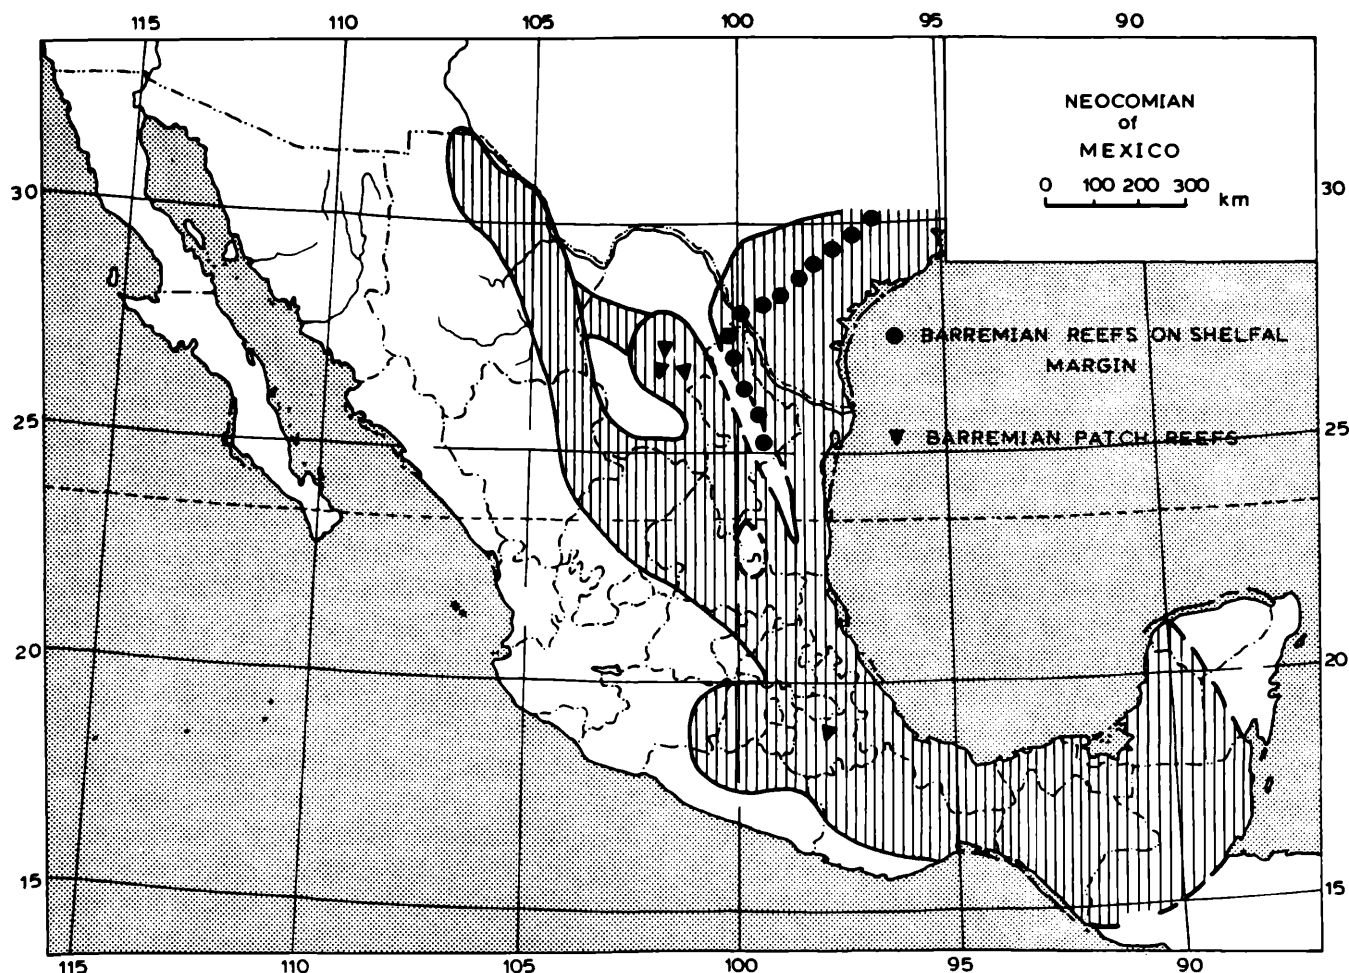 115 110 105 100 95 90
NEOCOMIAN
of
MEXICO
0 100 200 300 km
30 30
BARREMIAN REEFS ON SHELFAL
MARGIN
25 25
BARREMIAN PATCH REEFS
20 20
15 15
115 110 105 100 95 90